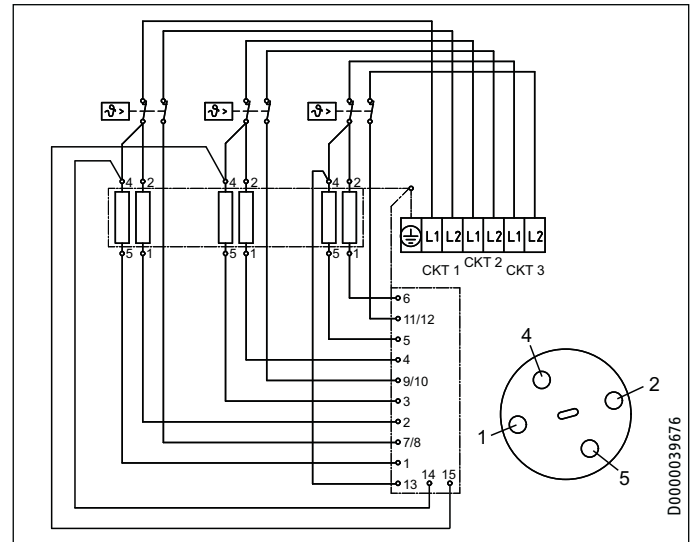 ϑ> ϑ> ϑ>
4 2 4 2 4 2
5 1 5 1 5 1
L1 L2 L1 L2 L1 L2
CKT 1 CKT 2 CKT 3
6
11/12
5
4
9/10
3
2
7/8
1
13 14 15
4
2
1
5
D0000039676